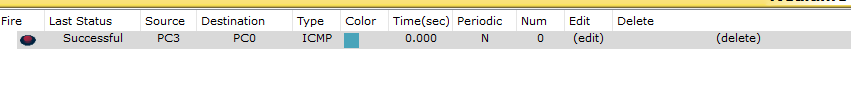 Fire Last Status Source Destination Type Color Time(sec) Periodic Num Edit Delete
Successful PC3 PC0 ICMP 0.000 N 0 (edit) (delete)